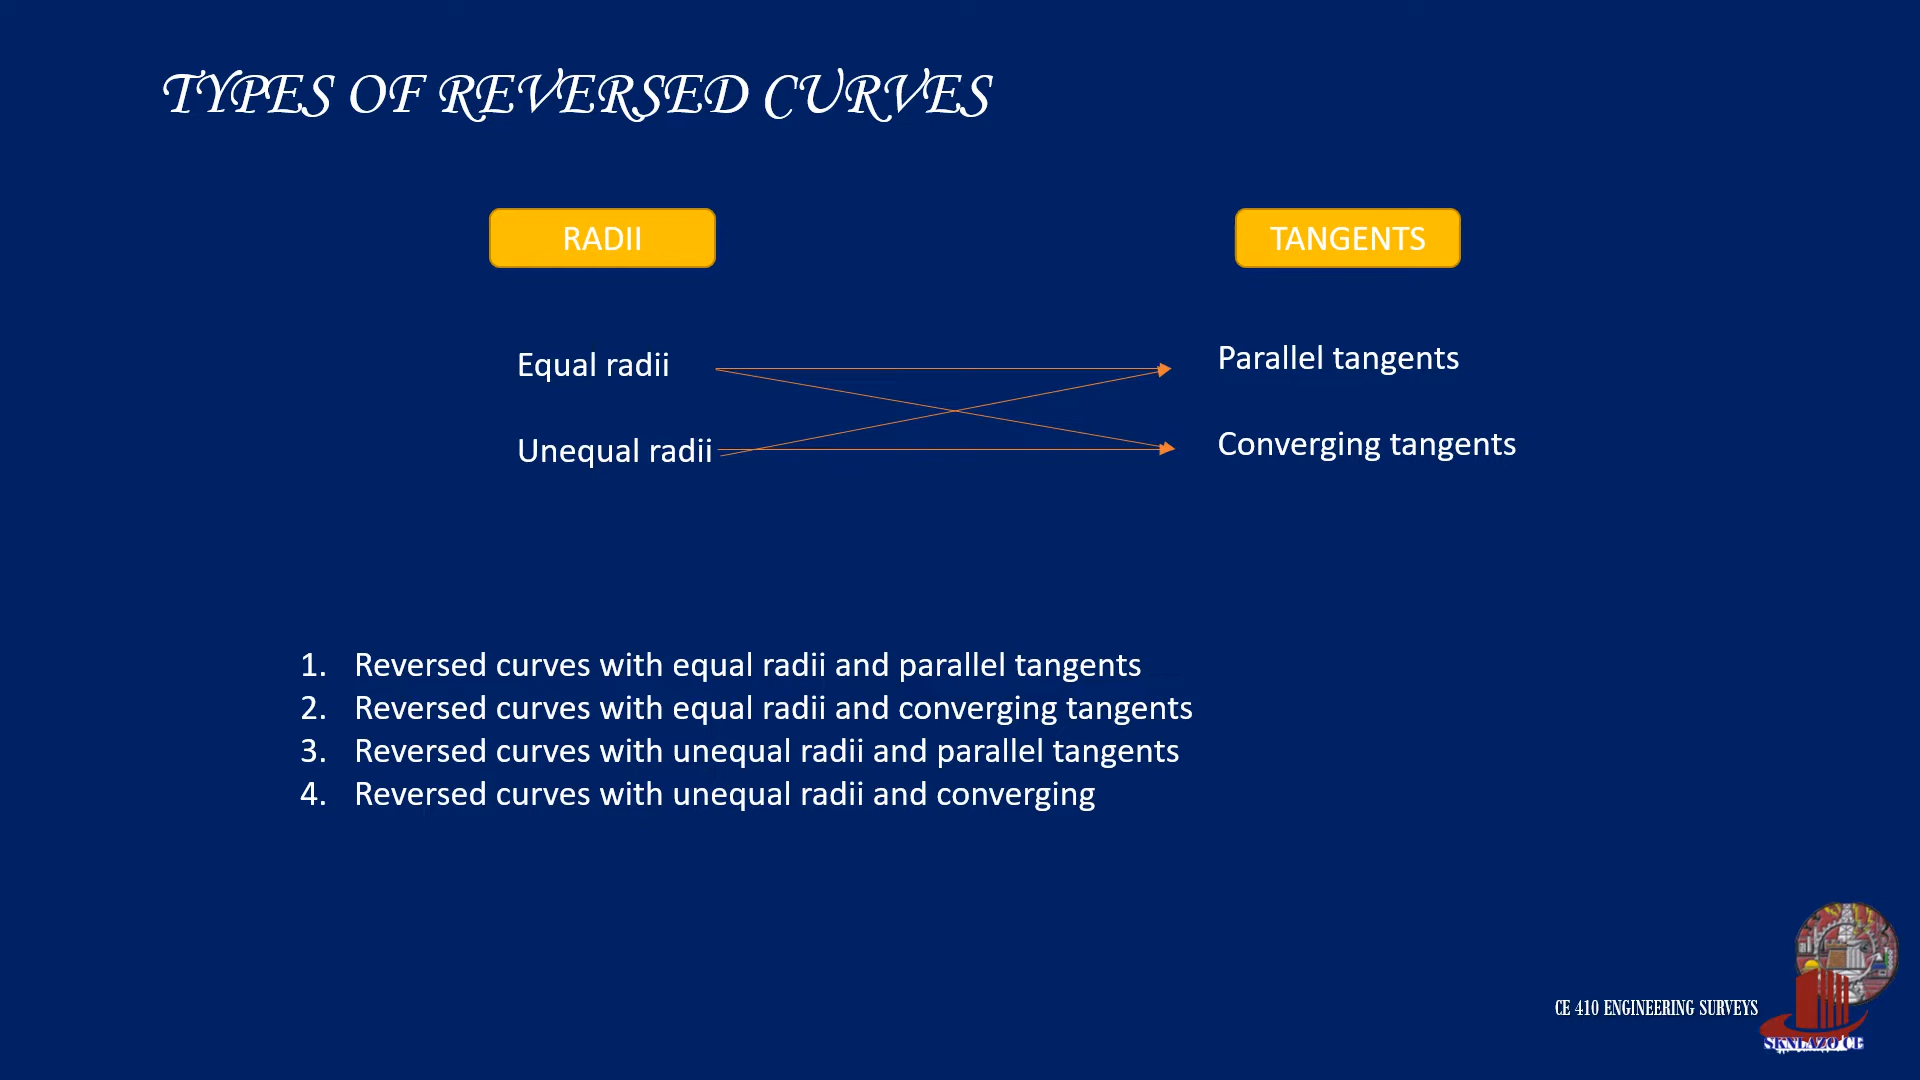 TYPES OF REVERSED CURVES
RADII
TANGENTS
Equal radii
Parallel tangents
Unequal radii
Converging tangents
1. Reversed curves with equal radii and parallel tangents
2. Reversed curves with equal radii and converging tangents
3. Reversed curves with unequal radii and parallel tangents
4. Reversed curves with unequal radii and converging
CE 410 ENGINEERING SURVEYS